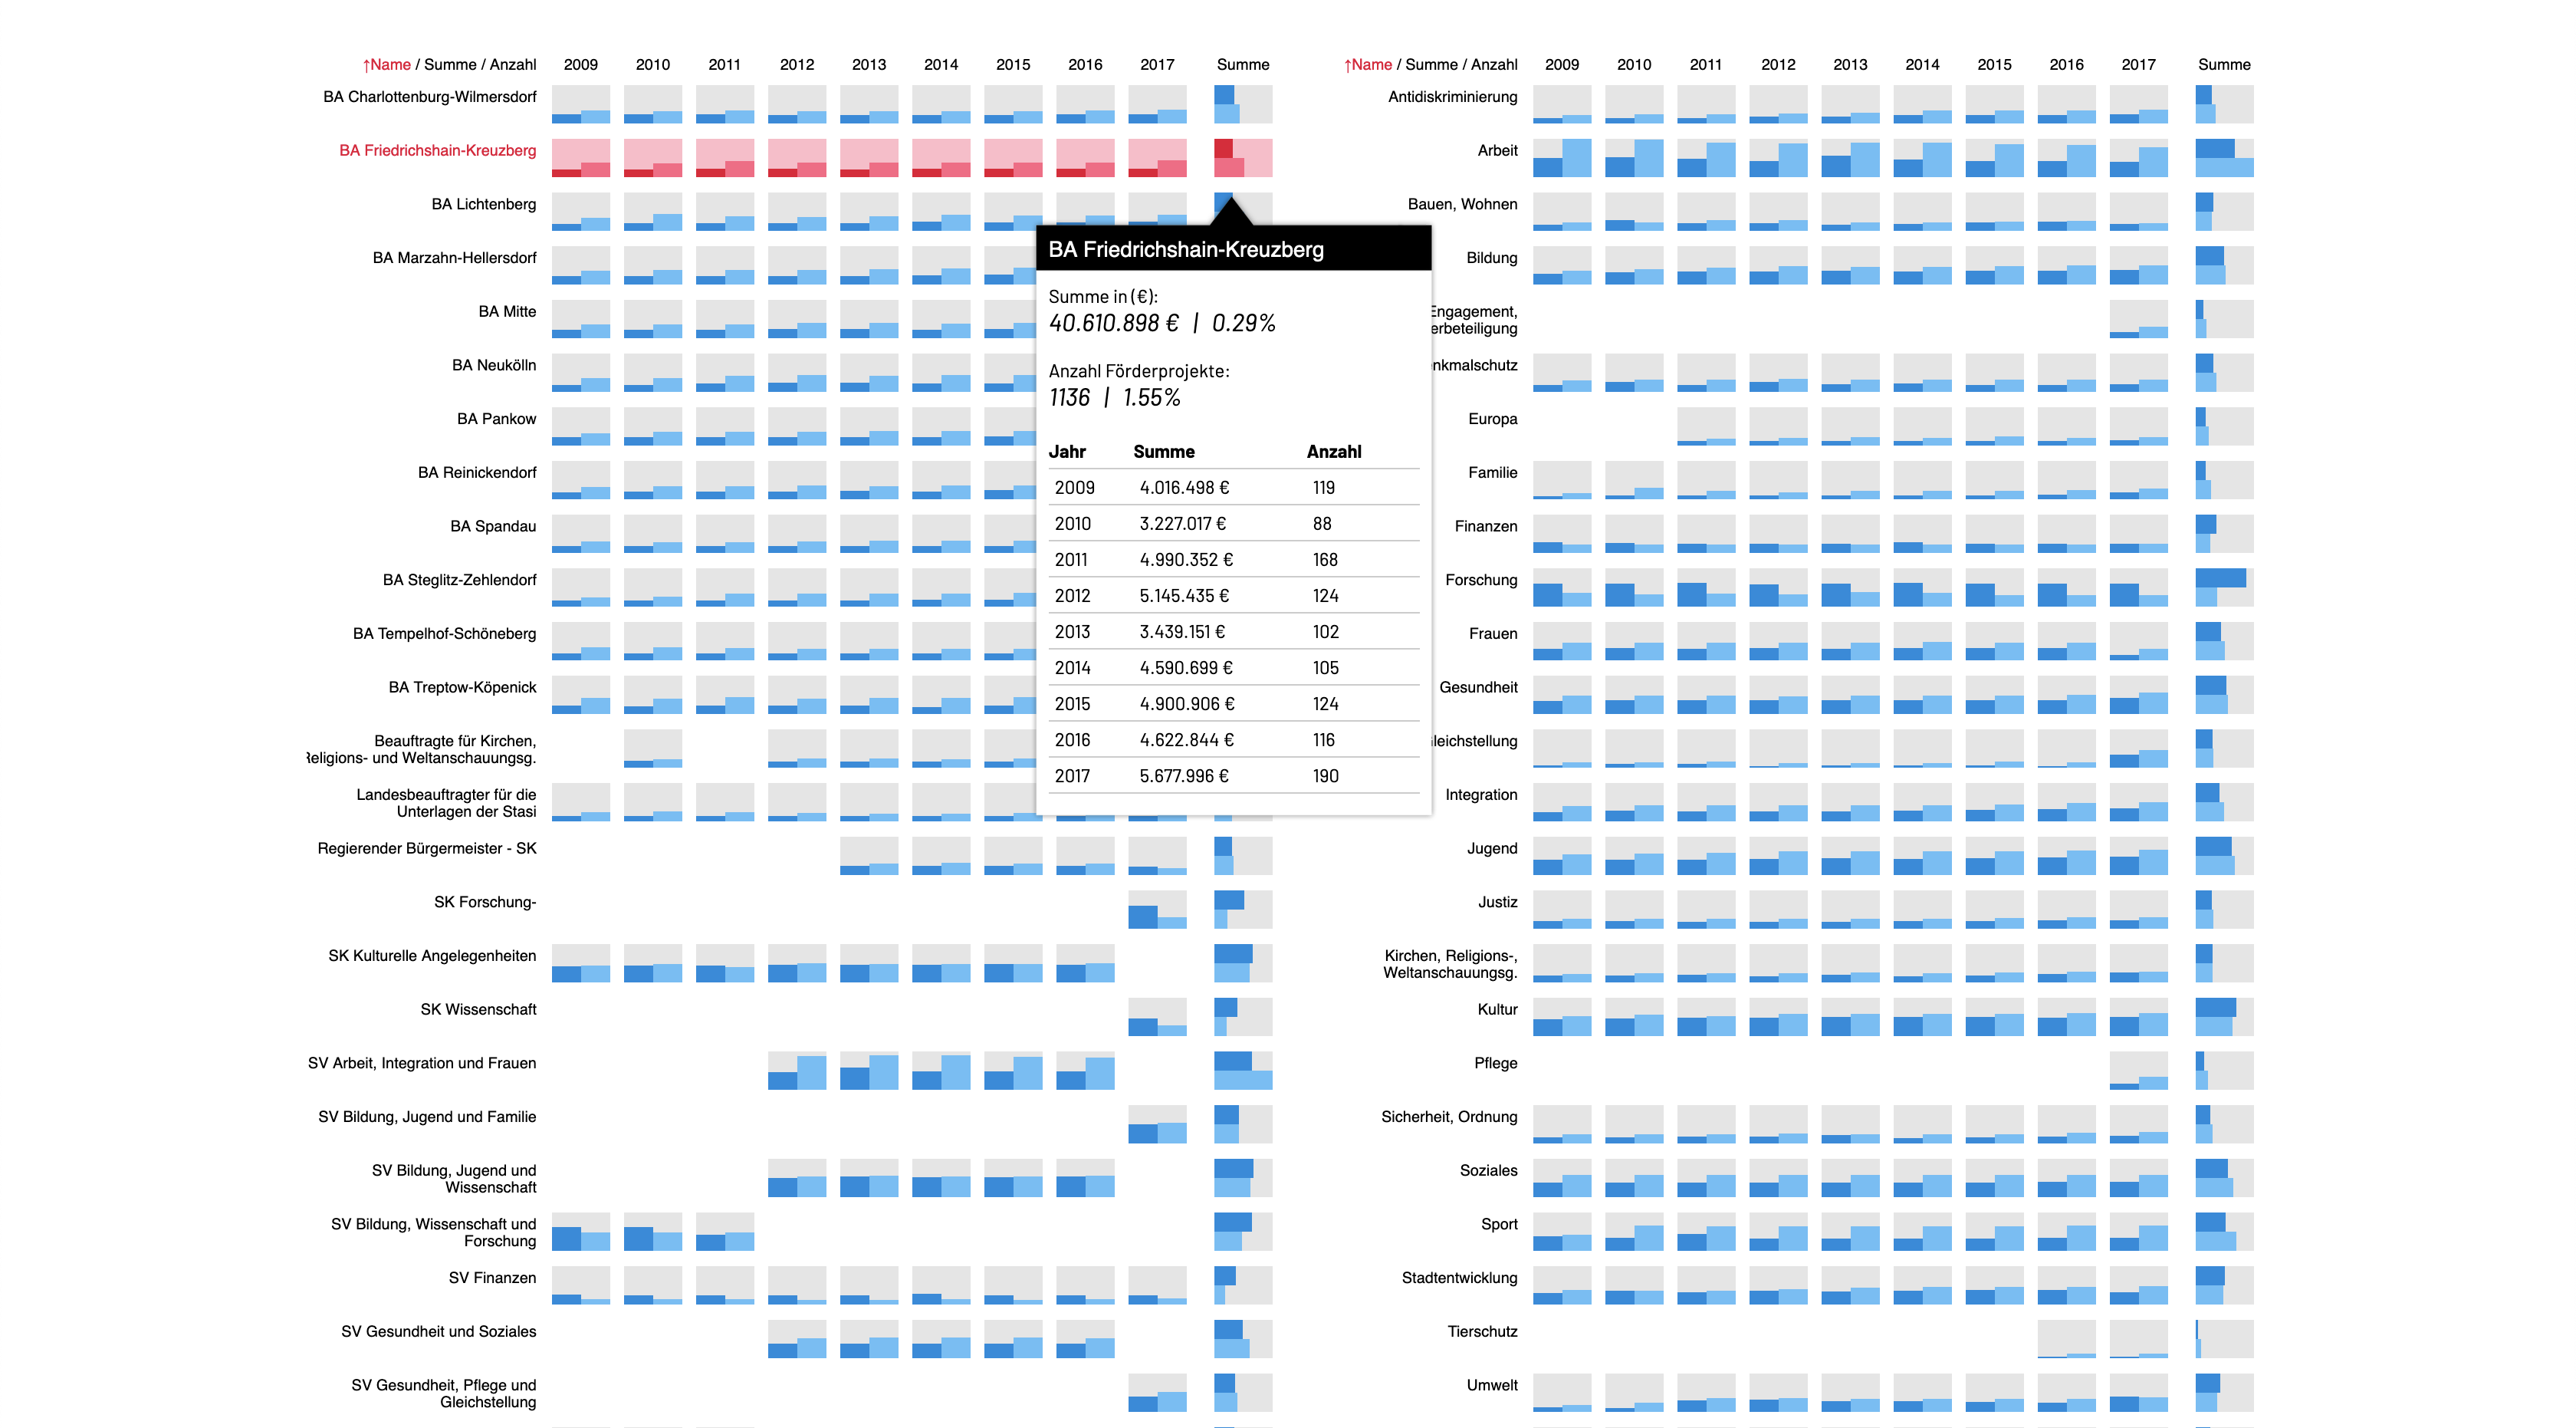 ↑Name / Summe / Anzahl 2009 2010 2011 2012 2013 2014 2015 2016 2017 Summe
BA Charlottenburg-Wilmersdorf
BA Friedrichshain-Kreuzberg
BA Lichtenberg
BA Marzahn-Hellersdorf
BA Mitte
BA Neukölln
BA Pankow
BA Reinickendorf
BA Spandau
BA Steglitz-Zehlendorf
BA Tempelhof-Schöneberg
BA Treptow-Köpenick
Beauftragte für Kirchen,
Religions- und Weltanschauungsg.
Landesbeauftragter für die
Unterlagen der Stasi
Regierender Bürgermeister - SK
SK Forschung-
SK Kulturelle Angelegenheiten
SK Wissenschaft
SV Arbeit, Integration und Frauen
SV Bildung, Jugend und Familie
SV Bildung, Jugend und
Wissenschaft
SV Bildung, Wissenschaft und
Forschung
SV Finanzen
SV Gesundheit und Soziales
SV Gesundheit, Pflege und
Gleichstellung
BA Friedrichshain-Kreuzberg
Summe in (€):
40.610.898 € | 0.29%
Anzahl Förderprojekte:
1136 | 1.55%
Jahr Summe Anzahl
2009 4.016.498 € 119
2010 3.227.017 € 88
2011 4.990.352 € 168
2012 5.145.435 € 124
2013 3.439.151 € 102
2014 4.590.699 € 105
2015 4.900.906 € 124
2016 4.622.844 € 116
2017 5.677.996 € 190
↑Name / Summe / Anzahl 2009 2010 2011 2012 2013 2014 2015 2016 2017 Summe
Antidiskriminierung
Arbeit
Bauen, Wohnen
Bildung
Engagement,
erbeteiligung
nkmalschutz
Europa
Familie
Finanzen
Forschung
Frauen
Gesundheit
leichstellung
Integration
Jugend
Justiz
Kirchen, Religions-,
Weltanschauungsg.
Kultur
Pflege
Sicherheit, Ordnung
Soziales
Sport
Stadtentwicklung
Tierschutz
Umwelt